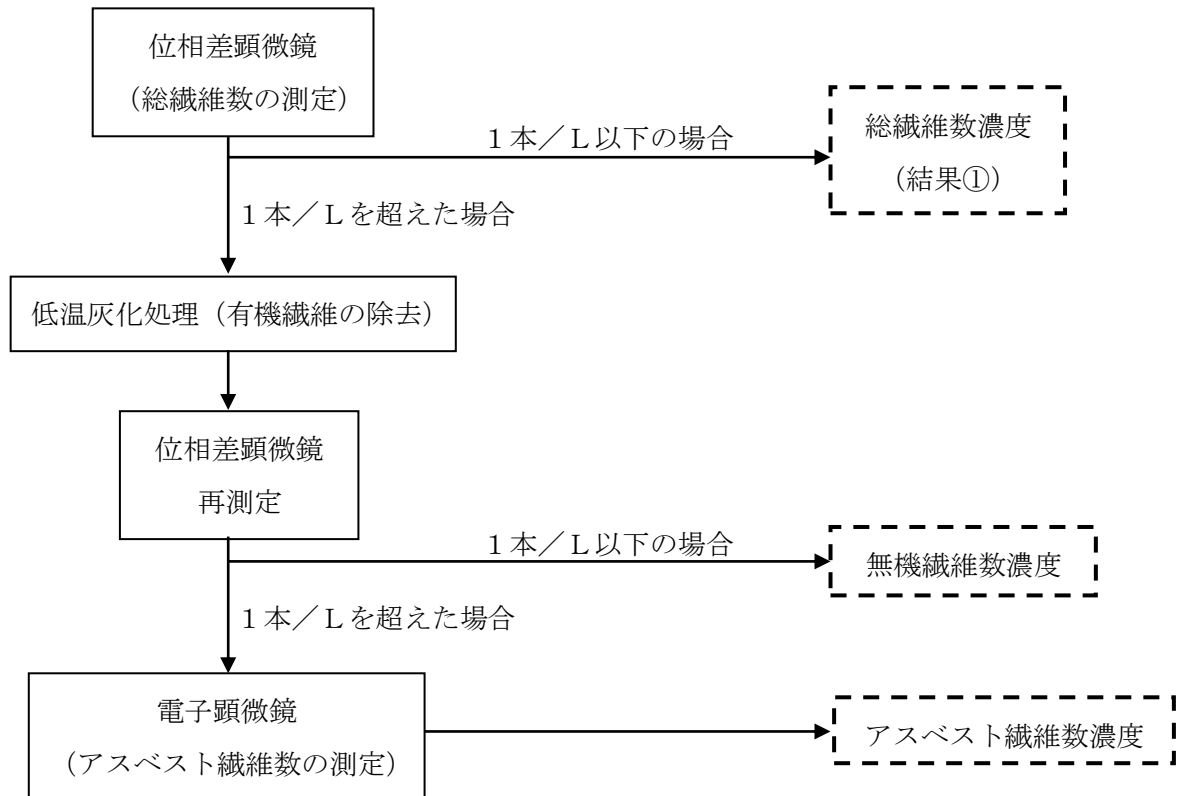 位相差顕微鏡
（総繊維数の測定）
１本／Ｌ以下の場合
総繊維数濃度
（結果①）
１本／Ｌを超えた場合
低温灰化処理（有機繊維の除去）
位相差顕微鏡
再測定
１本／Ｌ以下の場合
無機繊維数濃度
１本／Ｌを超えた場合
電子顕微鏡
（アスベスト繊維数の測定）
アスベスト繊維数濃度